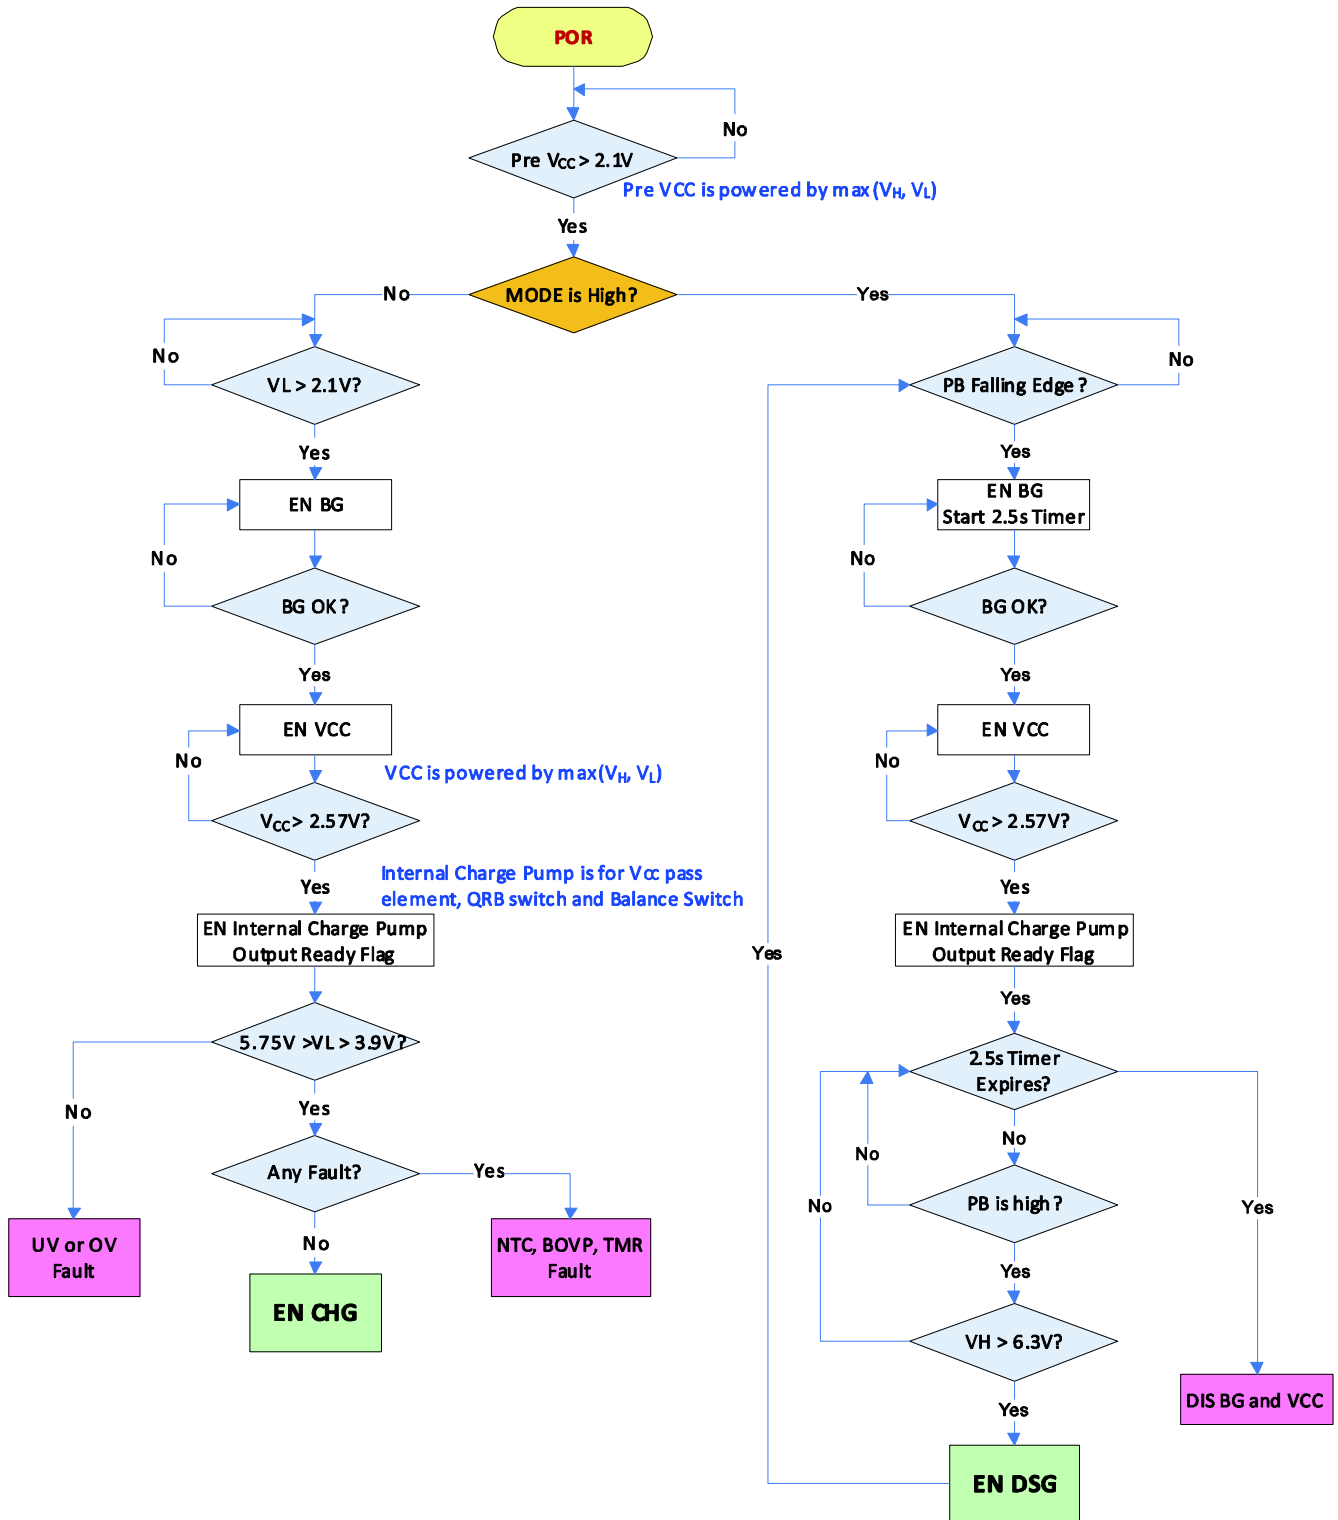 POR
No
Pre VCC > 2.1V
Pre VCC is powered by max (VH, VL)
Yes
MODE is High?
No
Yes
No
VL > 2.1V?
Yes
EN BG
No
BG OK?
Yes
EN VCC
No
VCC is powered by max (VH, VL)
VCC > 2.57V?
Yes
Internal Charge Pump is for Vcc pass
element, QRB switch and Balance Switch
EN Internal Charge Pump
Output Ready Flag
5.75V >VL > 3.9V?
No
Yes
Any Fault?
Yes
UV or OV
Fault
No
NTC, BOVP, TMR
Fault
EN CHG
PB Falling Edge ?
No
Yes
EN BG
Start 2.5s Timer
No
BG OK?
Yes
EN VCC
No
VCC > 2.57V?
Yes
EN Internal Charge Pump
Output Ready Flag
Yes
Yes
2.5s Timer
Expires?
No
No
PB is high ?
No
Yes
Yes
VH > 6.3V?
Yes
DIS BG and VCC
EN DSG